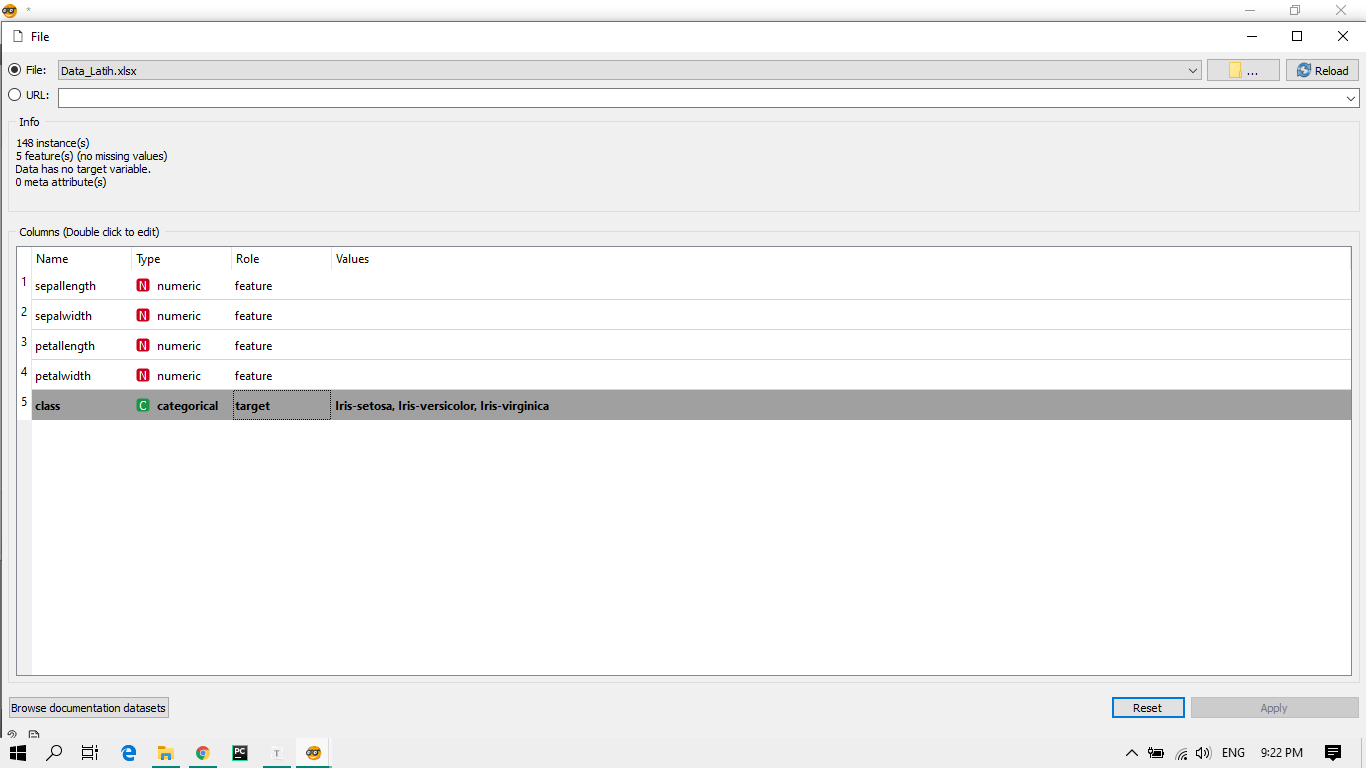 *
File
File: Data_Latih.xlsx ... Reload
URL:
Info
148 instance(s)
5 feature(s) (no missing values)
Data has no target variable.
0 meta attribute(s)
Columns (Double click to edit)
Name Type Role Values
1 sepallength N numeric feature
2 sepalwidth N numeric feature
3 petallength N numeric feature
4 petalwidth N numeric feature
5 class C categorical target Iris-setosa, Iris-versicolor, Iris-virginica
Browse documentation datasets Reset Apply
?
PC T ENG 9:22 PM